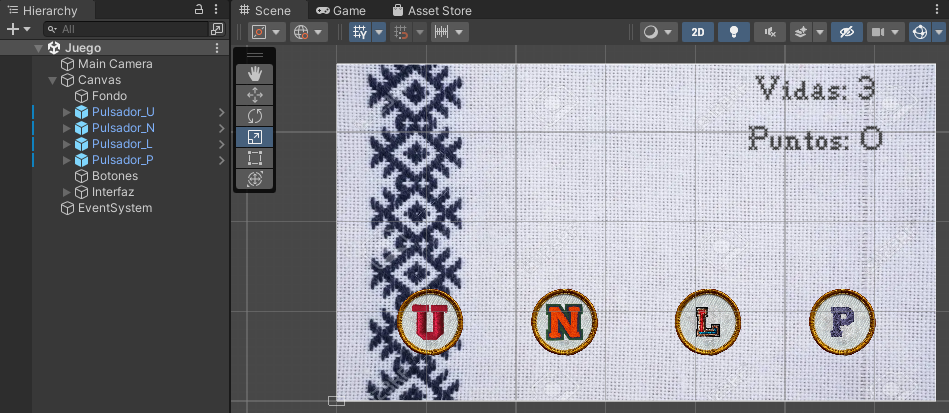 Hierarchy
All
Juego
Main Camera
Canvas
Fondo
Pulsador_U
Pulsador_N
Pulsador_L
Pulsador_P
Botones
Interfaz
EventSystem
Scene
Game
Asset Store
2D
Vidas: 3
Puntos: 0
U
N
L
P